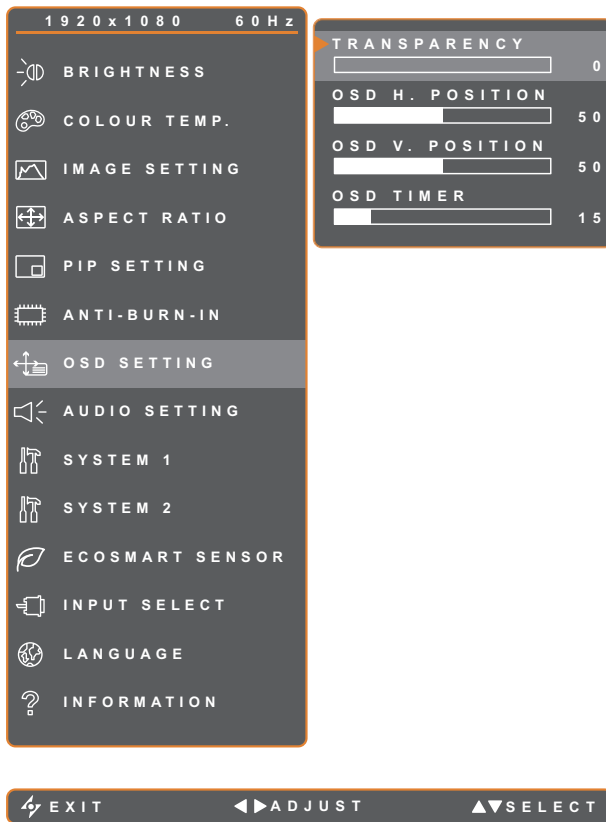 1920x1080 60Hz
BRIGHTNESS
COLOUR TEMP.
IMAGE SETTING
ASPECT RATIO
PIP SETTING
ANTI-BURN-IN
OSD SETTING
AUDIO SETTING
SYSTEM 1
SYSTEM 2
ECOSMART SENSOR
INPUT SELECT
LANGUAGE
INFORMATION
TRANSPARENCY
0
OSD H. POSITION
50
OSD V. POSITION
50
OSD TIMER
15
EXIT ADJUST SELECT